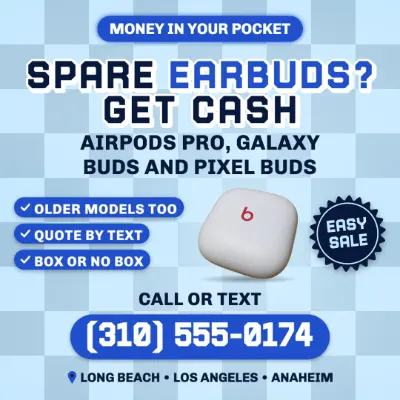 MONEY IN YOUR POCKET
SPARE EARBUDS?
GET CASH
AIRPODS PRO, GALAXY
BUDS AND PIXEL BUDS
✓ OLDER MODELS TOO
✓ QUOTE BY TEXT
✓ BOX OR NO BOX
b
EASY
SALE
CALL OR TEXT
(310) 555-0174
LONG BEACH • LOS ANGELES • ANAHEIM